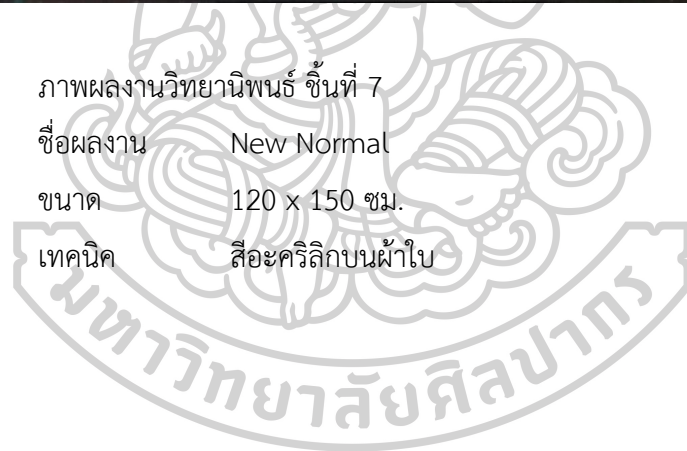 ภาพผลงานวิทยานิพนธ์ ชิ้นที่ 7
ชื่อผลงาน New Normal
ขนาด 120 x 150 ซม.
เทคนิค สีอะคริลิกบนผ้าใบ
มหาวิทยาลัยศิลปากร